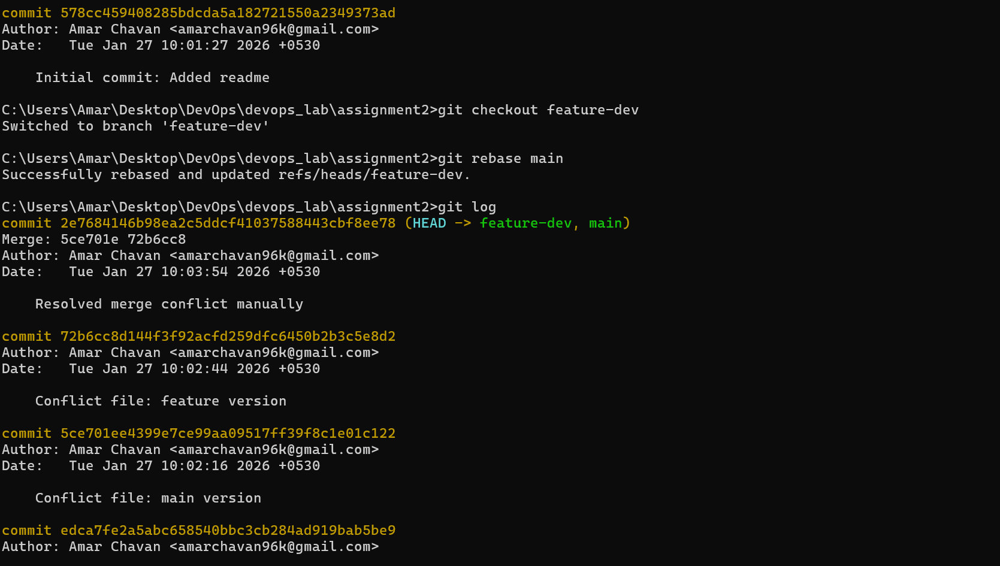 commit 578cc459408285bdcda5a182721550a2349373ad
Author: Amar Chavan <amarchavan96k@gmail.com>
Date:   Tue Jan 27 10:01:27 2026 +0530

    Initial commit: Added readme

C:\Users\Amar\Desktop\DevOps\devops_lab\assignment2>git checkout feature-dev
Switched to branch 'feature-dev'

C:\Users\Amar\Desktop\DevOps\devops_lab\assignment2>git rebase main
Successfully rebased and updated refs/heads/feature-dev.

C:\Users\Amar\Desktop\DevOps\devops_lab\assignment2>git log
commit 2e7684146b98ea2c5ddcf41037588443cbf8ee78 (HEAD -> feature-dev, main)
Merge: 5ce701e 72b6cc8
Author: Amar Chavan <amarchavan96k@gmail.com>
Date:   Tue Jan 27 10:03:54 2026 +0530

    Resolved merge conflict manually

commit 72b6cc8d144f3f92acfd259dfc6450b2b3c5e8d2
Author: Amar Chavan <amarchavan96k@gmail.com>
Date:   Tue Jan 27 10:02:44 2026 +0530

    Conflict file: feature version

commit 5ce701ee4399e7ce99aa09517ff39f8c1e01c122
Author: Amar Chavan <amarchavan96k@gmail.com>
Date:   Tue Jan 27 10:02:16 2026 +0530

    Conflict file: main version

commit edca7fe2a5abc658540bbc3cb284ad919bab5be9
Author: Amar Chavan <amarchavan96k@gmail.com>